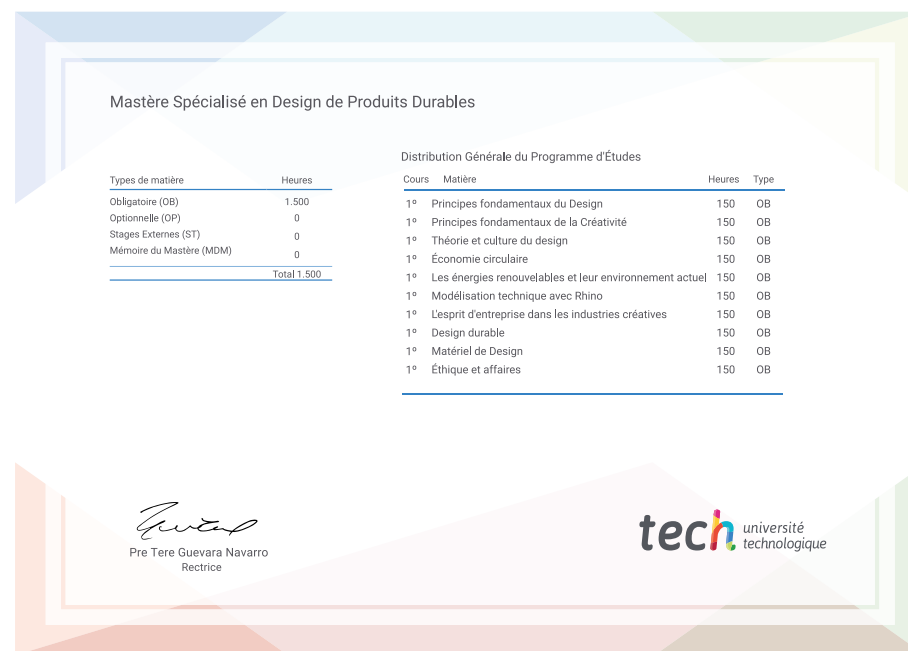 Mastère Spécialisé en Design de Produits Durables
Types de matière Heures
Obligatoire (OB) 1.500
Optionnelle (OP) 0
Stages Externes (ST) 0
Mémoire du Mastère (MDM) 0
Total 1.500
Distribution Générale du Programme d'Études
Cours Matière Heures Type
1º Principes fondamentaux du Design 150 OB
1º Principes fondamentaux de la Créativité 150 OB
1º Théorie et culture du design 150 OB
1º Économie circulaire 150 OB
1º Les énergies renouvelables et leur environnement actuel 150 OB
1º Modélisation technique avec Rhino 150 OB
1º L'esprit d'entreprise dans les industries créatives 150 OB
1º Design durable 150 OB
1º Matériel de Design 150 OB
1º Éthique et affaires 150 OB
Pre Tere Guevara Navarro
Rectrice
tech université
technologique